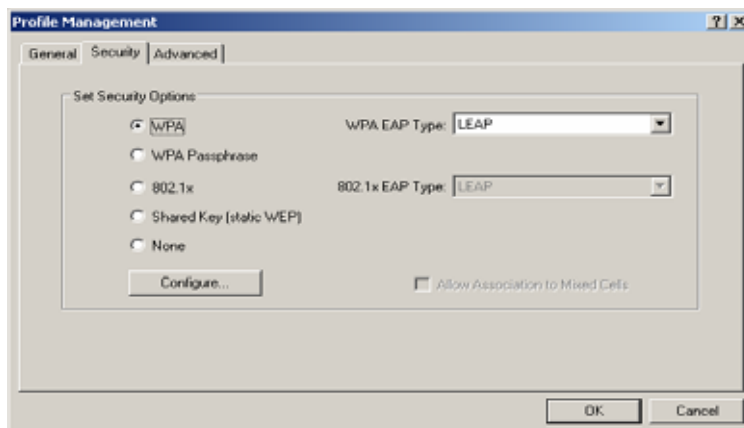 Profile Management
General Security Advanced
Set Security Options
WPA WPA EAP Type: LEAP
WPA Passphrase
802.1x 802.1x EAP Type: LEAP
Shared Key (static WEP)
None
Configure... Allow Association to Mixed Cells
OK Cancel